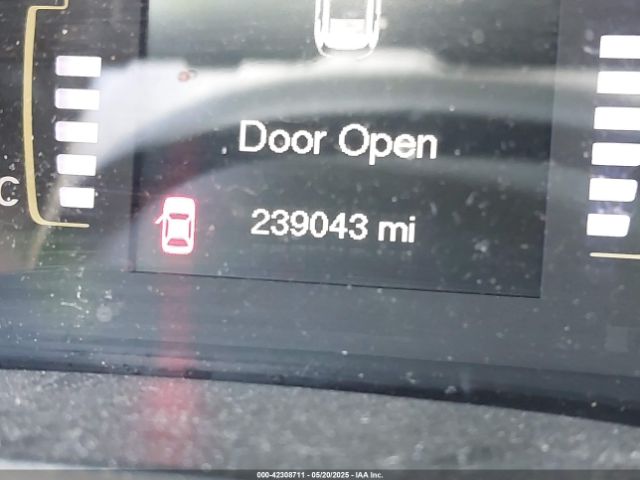 Door Open
C
239043 mi
000-42308711 - 05/20/2025 - IAA Inc.